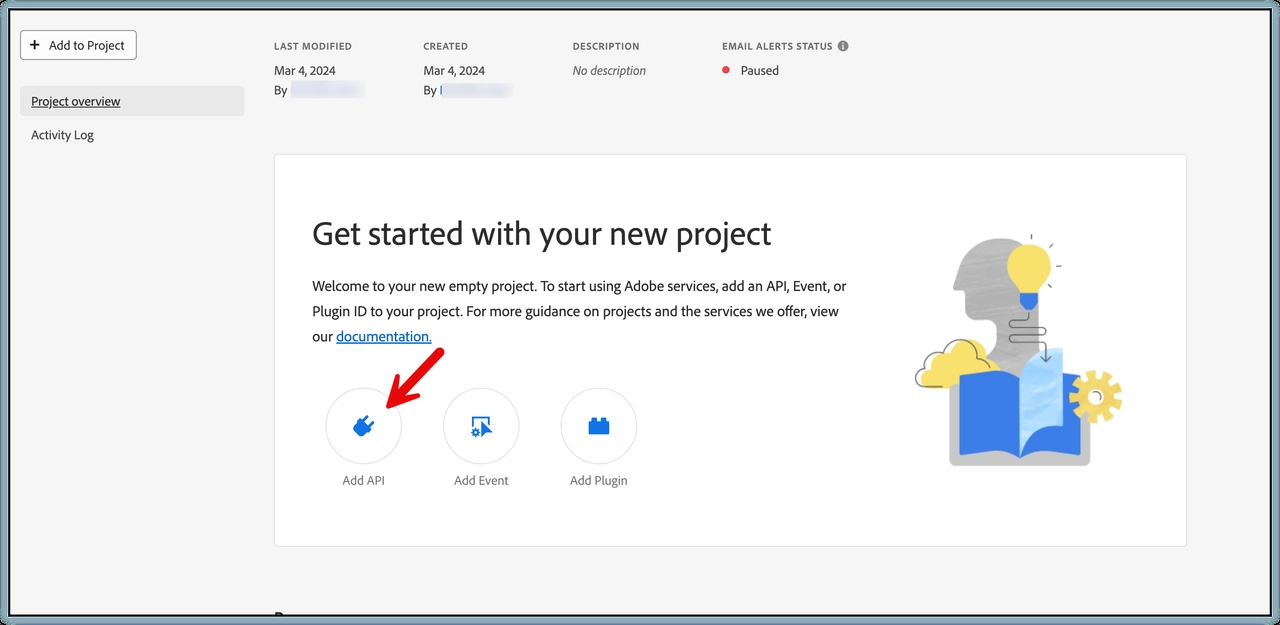 + Add to Project
Project overview
Activity Log
LAST MODIFIED
Mar 4, 2024
By
CREATED
Mar 4, 2024
By
DESCRIPTION
No description
EMAIL ALERTS STATUS
Paused
Get started with your new project
Welcome to your new empty project. To start using Adobe services, add an API, Event, or
Plugin ID to your project. For more guidance on projects and the services we offer, view
our documentation.
Add API
Add Event
Add Plugin